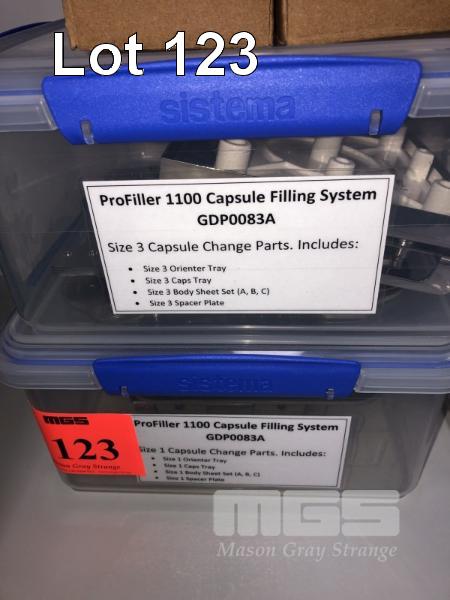 Lot 123
sistema
ProFiller 1100 Capsule Filling System
GDP0083A
Size 3 Capsule Change Parts. Includes:
• Size 3 Orienter Tray
• Size 3 Caps Tray
• Size 3 Body Sheet Set (A, B, C)
• Size 3 Spacer Plate
sistema
MGS
123
Mason Gray Strange
ProFiller 1100 Capsule Filling System
GDP0083A
Size 1 Capsule Change Parts. Includes:
• Size 1 Orienter Tray
• Size 1 Caps Tray
• Size 1 Body Sheet Set (A, B, C)
• Size 1 Spacer Plate
MGS
Mason Gray Strange